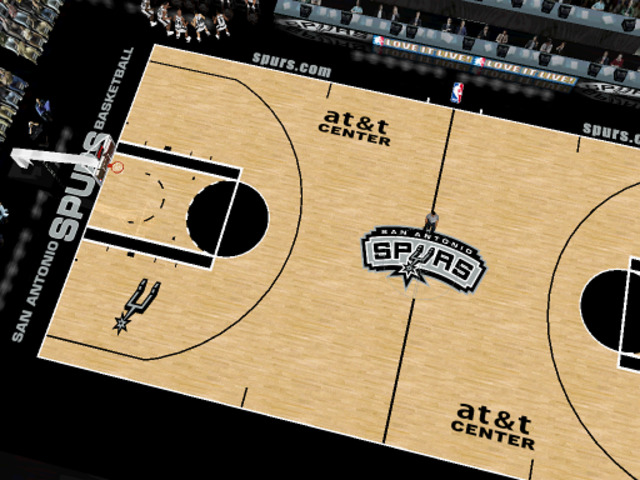 LOVE IT LIVE!
LOVE IT LIVE!
SPURS
spurs.com
spurs.c
at&t
CENTER
SAN ANTONIO
SPURS
SAN ANTONIO SPURS BASKETBALL
at&t
CENTER